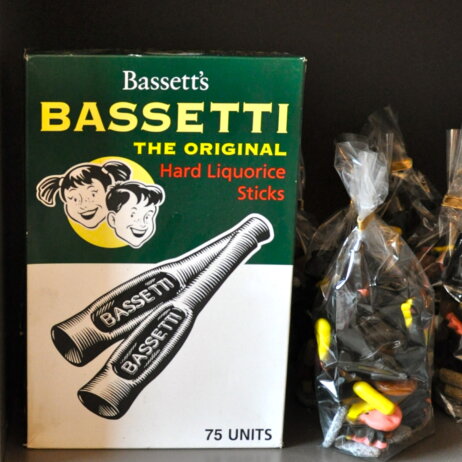 Bassett's
BASSETTI
THE ORIGINAL
Hard Liquorice
Sticks
BASSETTI
BASSETTI
75 UNITS